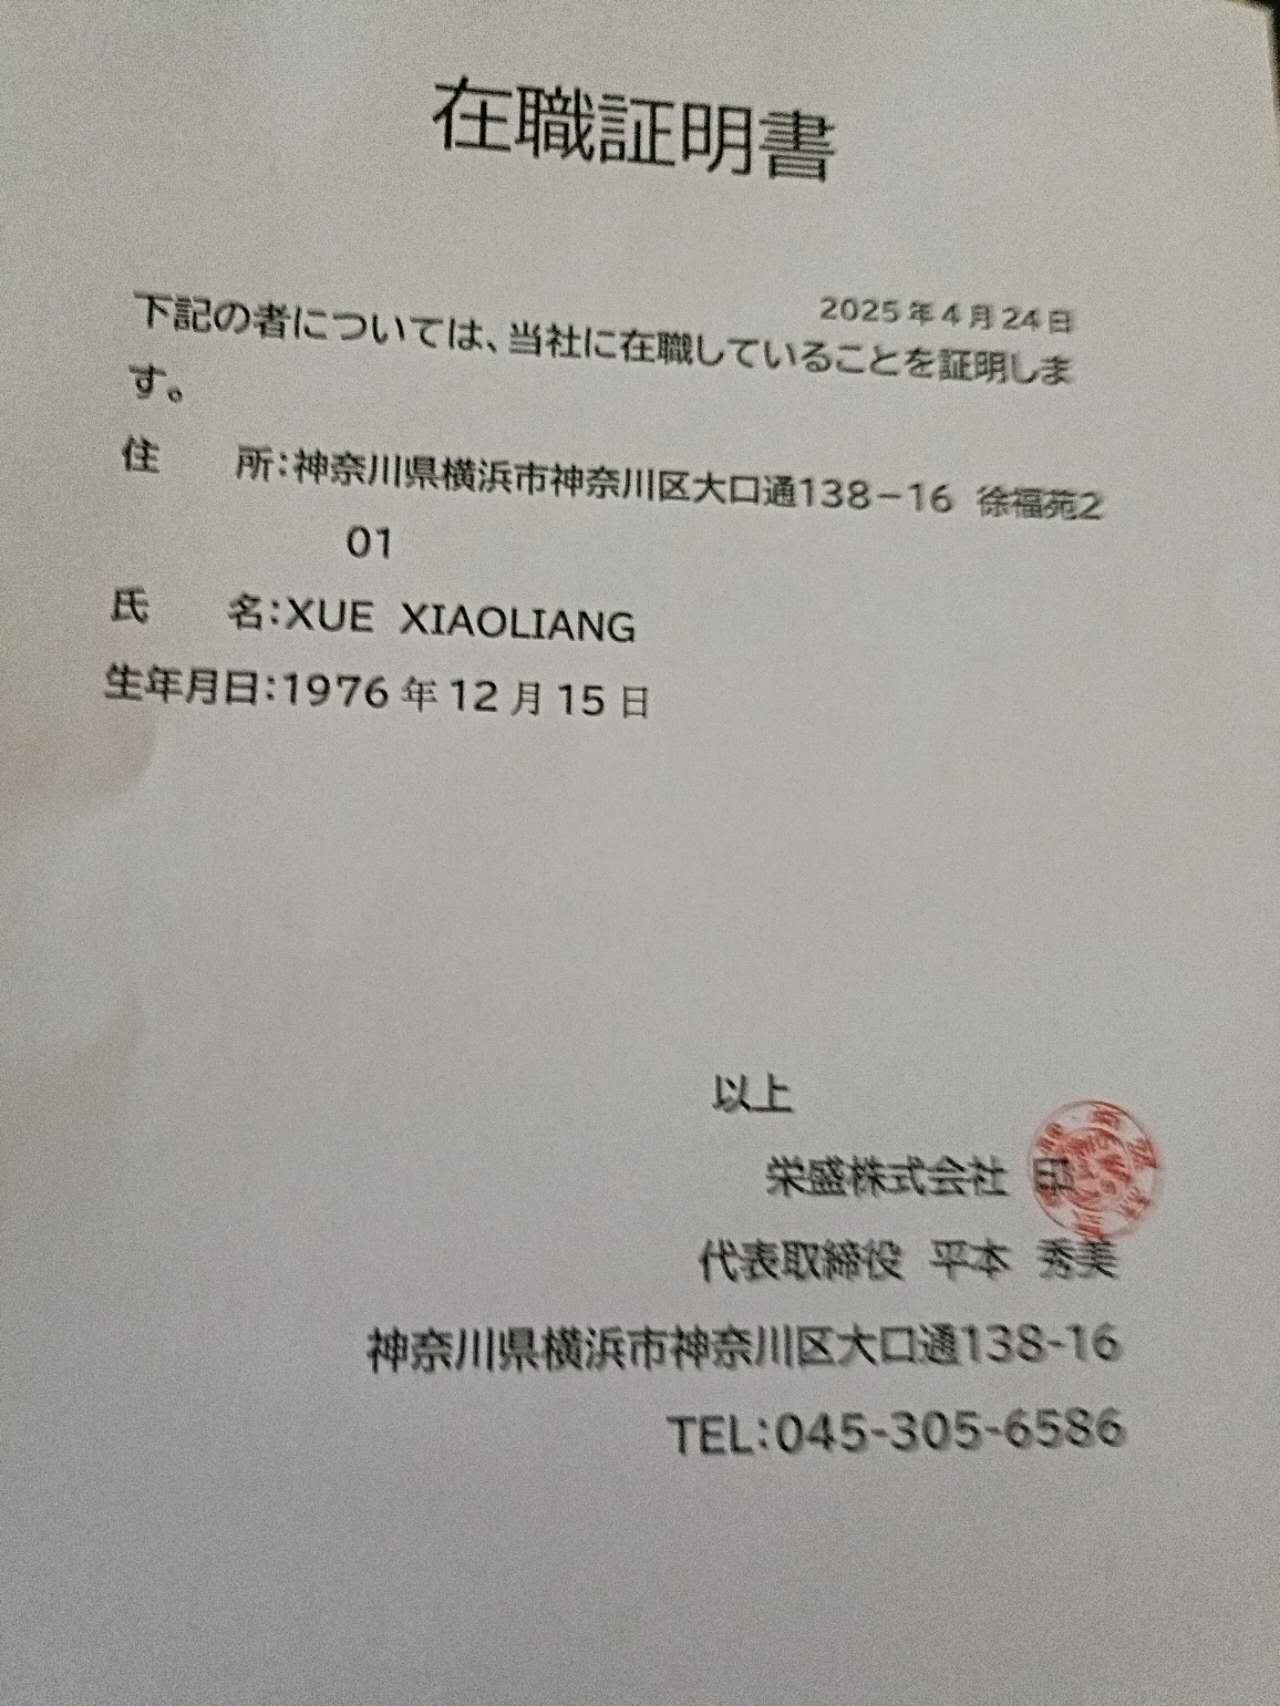 在職証明書
2025年4月24日
下記の者については、当社に在職していることを証明しま
す。
住　　所：神奈川県横浜市神奈川区大口通138－16 徐福苑2
01
氏　　名：XUE XIAOLIANG
生年月日：1976年12月15日
以上
栄盛株式会社 印
代表取締役 平本 秀美
神奈川県横浜市神奈川区大口通138-16
TEL：045-305-6586